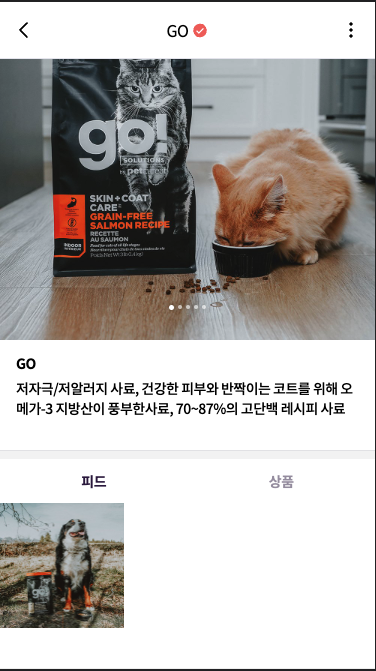 GO
go!
SOLUTIONS
SKIN+COAT
CARE
GRAIN-FREE
SALMON RECIPE
RECETTE
AU SAUMON
INDOOR
GO
저자극/저알러지 사료, 건강한 피부와 반짝이는 코트를 위해 오
메가-3 지방산이 풍부한사료, 70~87%의 고단백 레시피 사료
피드
상품